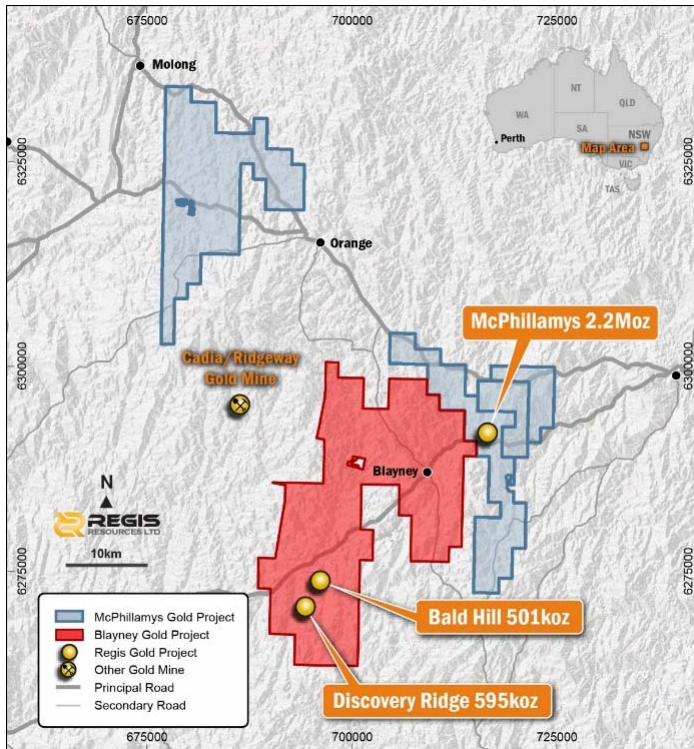 675000
700000
725000
Molong
NT
QLD
WA
SA
NSW
Perth
Map Area
VIC
TAS
6325000
6325000
Orange
McPhillamys 2.2Moz
6300000
6300000
Cadia/Ridgeway
Gold Mine
Blayney
N
REGIS
RESOURCES LTD
10km
6275000
6275000
Bald Hill 501koz
Discovery Ridge 595koz
McPhillamys Gold Project
Blayney Gold Project
Regis Gold Project
Other Gold Mine
Principal Road
Secondary Road
675000
700000
725000